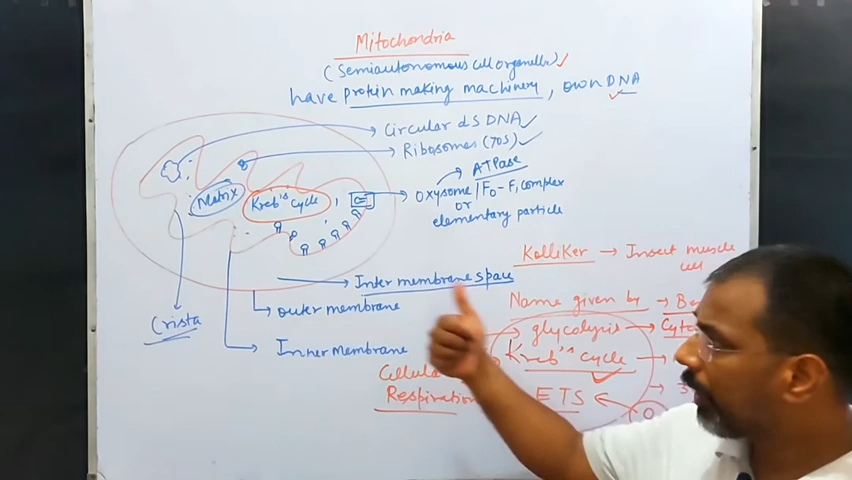 Mitochondria
(Semiautonomous cell organelle)
have protein making machinery, own DNA
Circular ds DNA
Ribosomes (70S)
ATPase
Oxysome / F0-F1 complex
or
elementary particle
Matrix
Kreb's cycle
Inter membrane space
outer membrane
Inner Membrane
Crista
Kolliker → Insect muscle
Name given by →
glycolysis →
Kreb's cycle →
ETS
Cellular
Respiration